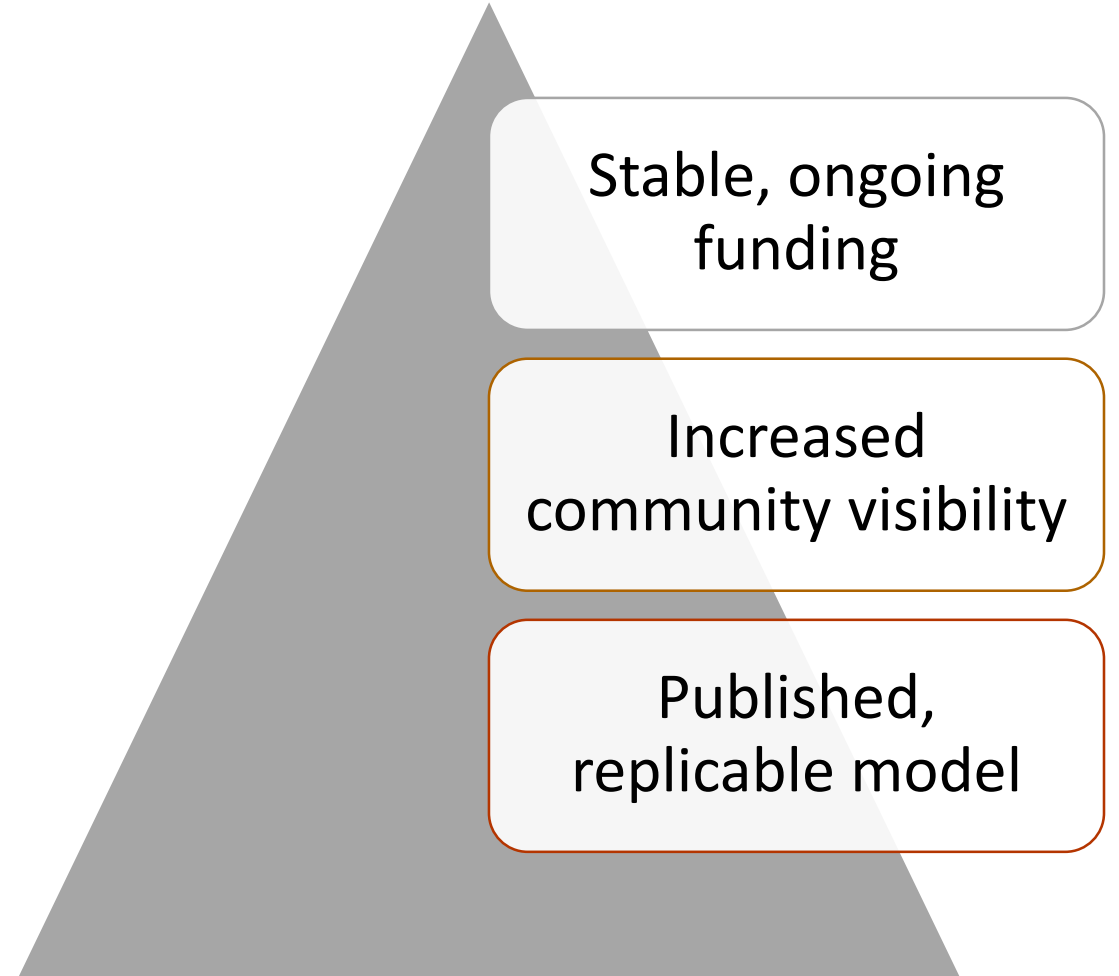 Stable, ongoing
funding
Increased
community visibility
Published,
replicable model